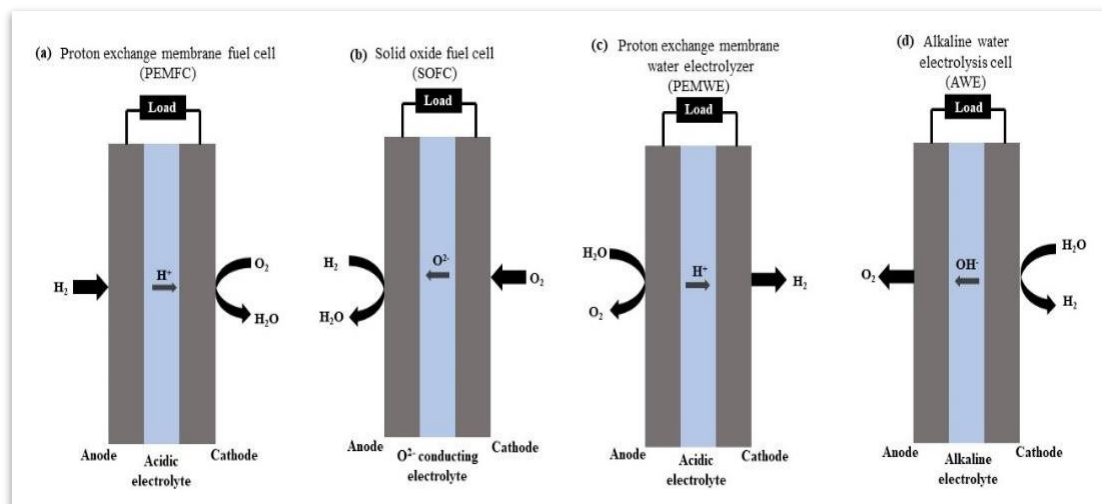 (a) Proton exchange membrane fuel cell
(PEMFC)
Load
H₂
H⁺
O₂
H₂O
Anode
Acidic
electrolyte
Cathode
(b) Solid oxide fuel cell
(SOFC)
Load
H₂
H₂O
O²⁻
O₂
Anode
O²⁻ conducting
electrolyte
Cathode
(c) Proton exchange membrane
water electrolyzer
(PEMWE)
Load
H₂O
O₂
H⁺
H₂
Anode
Acidic
electrolyte
Cathode
(d) Alkaline water
electrolysis cell
(AWE)
Load
O₂
OH⁻
H₂O
H₂
Anode
Alkaline
electrolyte
Cathode